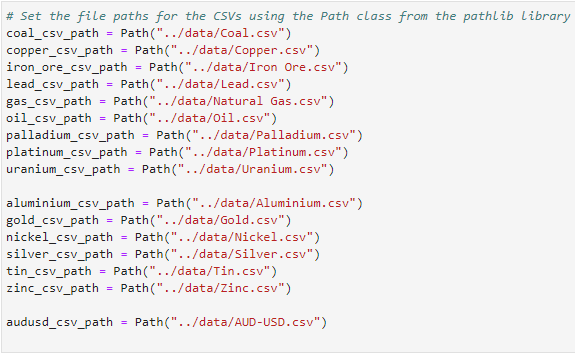 # Set the file paths for the CSVs using the Path class from the pathlib library
coal_csv_path = Path("../data/Coal.csv")
copper_csv_path = Path("../data/Copper.csv")
iron_ore_csv_path = Path("../data/Iron Ore.csv")
lead_csv_path = Path("../data/Lead.csv")
gas_csv_path = Path("../data/Natural Gas.csv")
oil_csv_path = Path("../data/Oil.csv")
palladium_csv_path = Path("../data/Palladium.csv")
platinum_csv_path = Path("../data/Platinum.csv")
uranium_csv_path = Path("../data/Uranium.csv")
aluminium_csv_path = Path("../data/Aluminium.csv")
gold_csv_path = Path("../data/Gold.csv")
nickel_csv_path = Path("../data/Nickel.csv")
silver_csv_path = Path("../data/Silver.csv")
tin_csv_path = Path("../data/Tin.csv")
zinc_csv_path = Path("../data/Zinc.csv")
audusd_csv_path = Path("../data/AUD-USD.csv")